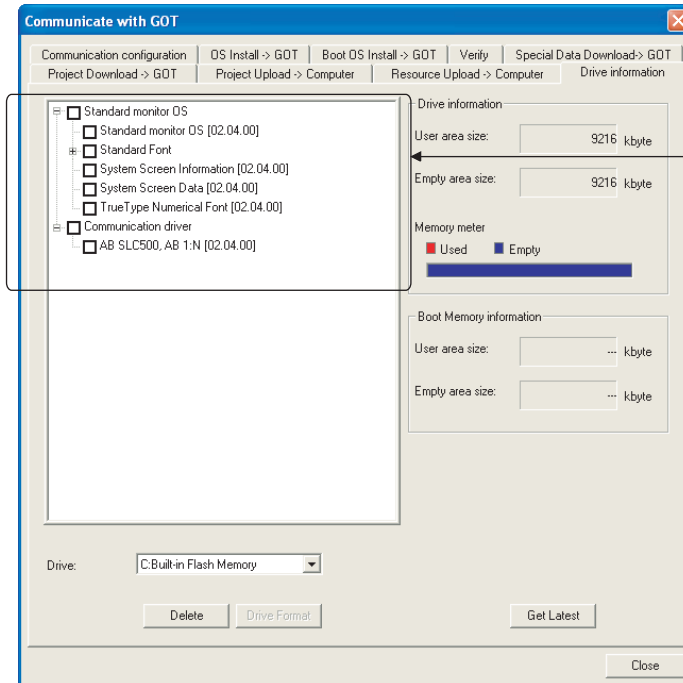 Communicate with GOT
Communication configuration OS Install -> GOT Boot OS Install -> GOT Verify Special Data Download-> GOT
Project Download -> GOT Project Upload -> Computer Resource Upload -> Computer Drive information
Standard monitor OS
Standard monitor OS [02.04.00]
Standard Font
System Screen Information [02.04.00]
System Screen Data [02.04.00]
TrueType Numerical Font [02.04.00]
Communication driver
AB SLC500, AB 1:N [02.04.00]
Drive information
User area size: 9216 kbyte
Empty area size: 9216 kbyte
Memory meter
Used Empty
Boot Memory information
User area size: --- kbyte
Empty area size: --- kbyte
Drive: C:Built-in Flash Memory
Delete Drive Format Get Latest
Close